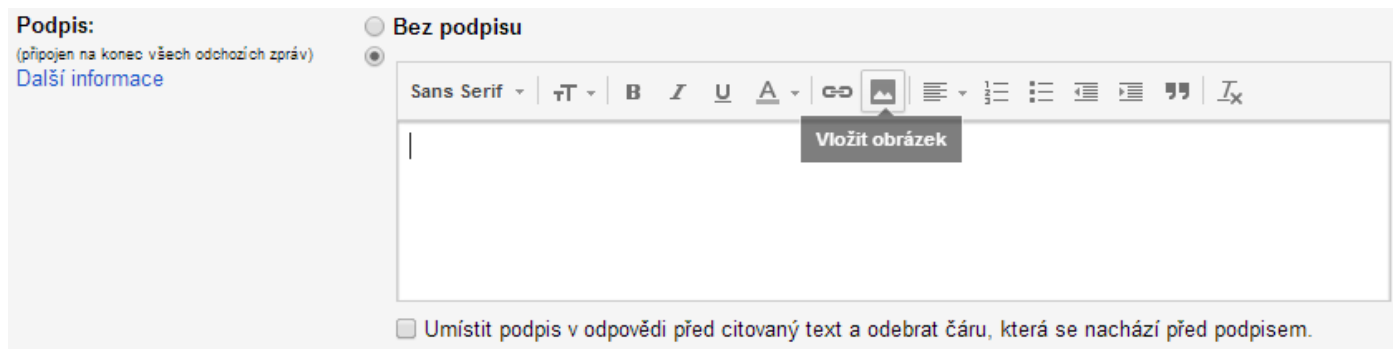 Podpis:
(připojen na konec všech odchozích zpráv)
Další informace
Bez podpisu
Sans Serif
Vložit obrázek
Umístit podpis v odpovědi před citovaný text a odebrat čáru, která se nachází před podpisem.